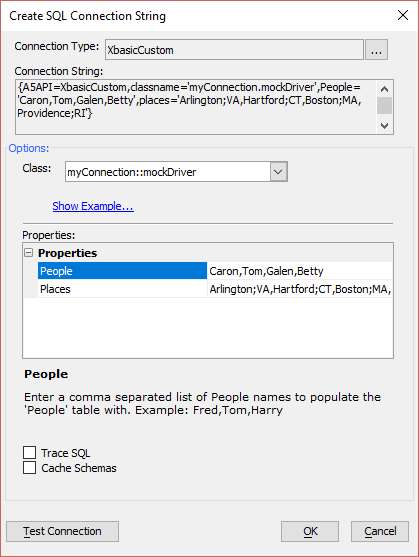 Create SQL Connection String
Connection Type: XbasicCustom ...
Connection String:
{A5API=XbasicCustom,classname='myConnection.mockDriver',People=
'Caron,Tom,Galen,Betty',places='Arlington;VA,Hartford;CT,Boston;MA,
Providence;RI'}
Options:
Class: myConnection::mockDriver
Show Example...
Properties:
Properties
People Caron,Tom,Galen,Betty
Places Arlington;VA,Hartford;CT,Boston;MA,
People
Enter a comma separated list of People names to populate the
'People' table with. Example: Fred,Tom,Harry
Trace SQL
Cache Schemas
Test Connection OK Cancel